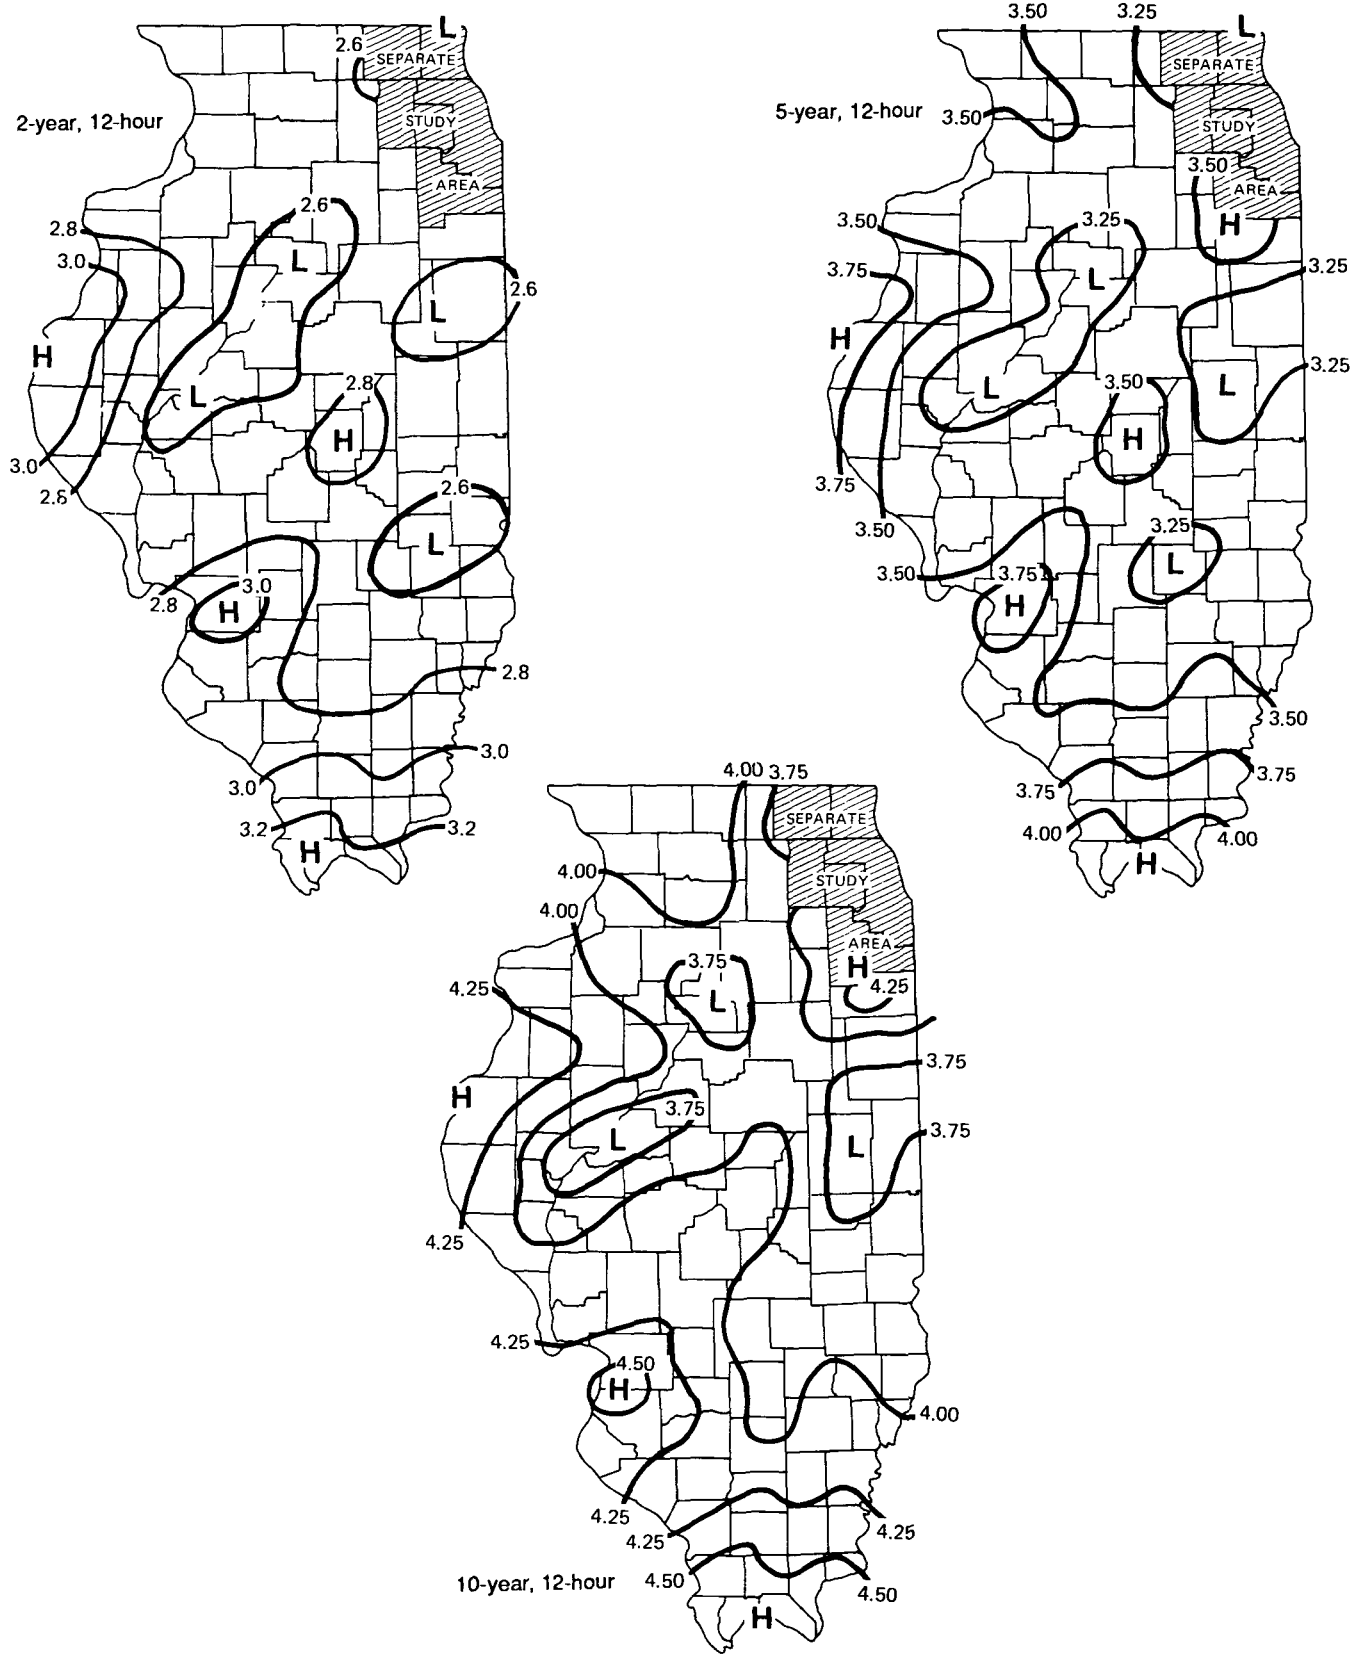 2-year, 12-hour
L
2.6
SEPARATE
STUDY
AREA
2.6
2.8
3.0
L
2.6
L
H
L
2.8
H
3.0
2.8
2.6
L
3.0
2.8
H
2.8
3.0
3.0
3.2
3.2
H
5-year, 12-hour
3.50
3.25
L
SEPARATE
3.50
STUDY
3.50
AREA
H
3.50
3.25
3.75
L
3.25
H
L
3.50
L
3.25
H
3.75
3.50
3.25
L
3.50
3.75
H
3.50
3.75
3.75
4.00
4.00
H
10-year, 12-hour
4.00
3.75
SEPARATE
4.00
STUDY
4.00
AREA
H
3.75
4.25
4.25
L
3.75
H
3.75
3.75
L
L
4.25
4.25
4.50
H
4.00
4.25
4.25
4.25
4.50
4.50
H